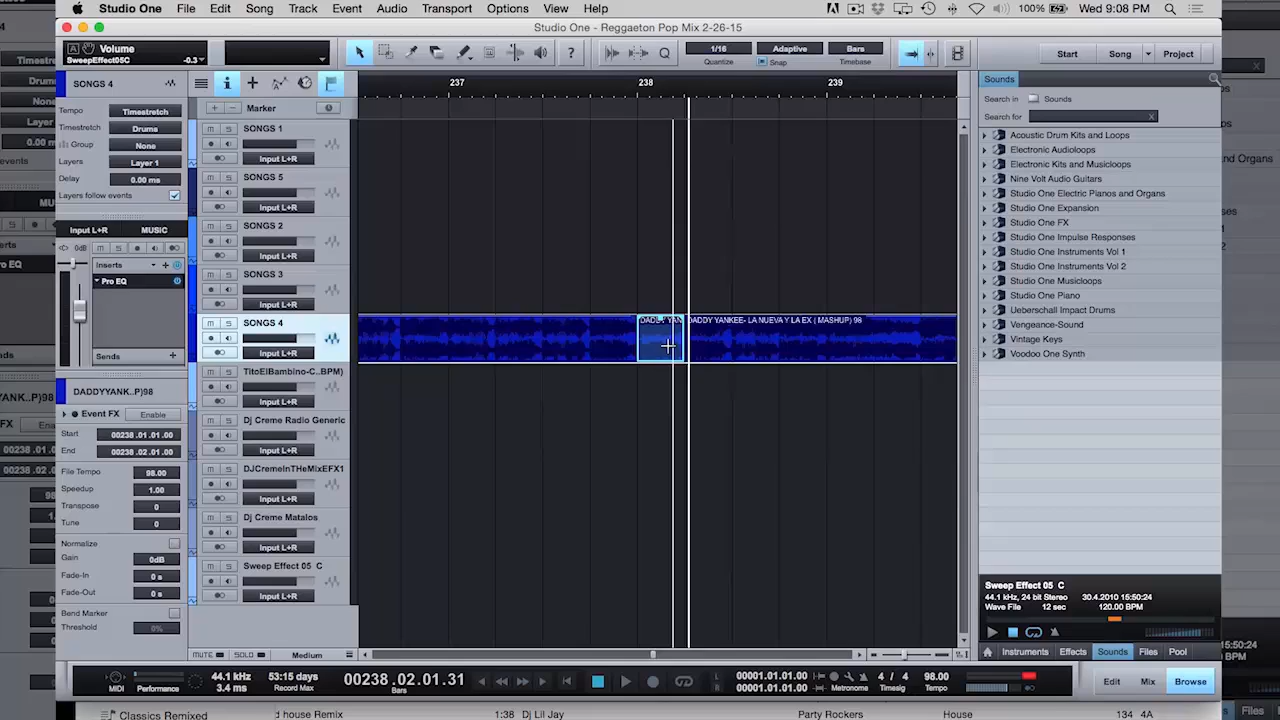 Studio One File Edit Song Track Event Audio Transport Options View Help 100% Wed 9:08 PM
Studio One - Reggaeton Pop Mix 2-26-15
Volume
SweepEffect05C -0.3
? 1/16 Adaptive Bars Start Song Project
Quantize Snap Timebase
SONGS 4 i 237 238 239 Sounds
Marker
Search in Sounds
Search for
Tempo Timestretch
Timestretch Drums
Group None
Layers Layer 1
Delay 0.00 ms
Layers follow events
Input L+R MUSIC
0dB M S
Inserts
Pro EQ
Sends
SONGS 1
Input L+R
SONGS 5
Input L+R
SONGS 2
Input L+R
SONGS 3
Input L+R
SONGS 4
Input L+R
TitoElBambino-C..BPM)
Input L+R
Dj Creme Radio Generic
Input L+R
DJCremeInTHeMixEFX1
Input L+R
Dj Creme Matalos
Input L+R
Sweep Effect 05 C
Input L+R
DADDY YANKEE- LA NUEVA Y LA EX ( MASHUP) 98
Acoustic Drum Kits and Loops
Electronic Audioloops
Electronic Kits and Musicloops
Nine Volt Audio Guitars
Studio One Electric Pianos and Organs
Studio One Expansion
Studio One FX
Studio One Impulse Responses
Studio One Instruments Vol 1
Studio One Instruments Vol 2
Studio One Musicloops
Studio One Piano
Ueberschall Impact Drums
Vengeance-Sound
Vintage Keys
Voodoo One Synth
DADDYYANK..P)98
Event FX Enable
Start 00238.01.01.00
End 00238.02.01.00
File Tempo 98.00
Speedup 1.00
Transpose 0
Tune 0
Normalize
Gain 0dB
Fade-In 0 s
Fade-Out 0 s
Bend Marker
Threshold 0%
Sweep Effect 05 C
44.1 kHz, 24 bit Stereo 30.4.2010 15:50:24
Wave File 12 sec 120.00 BPM
MUTE SOLO Medium
Instruments Effects Sounds Files Pool
MIDI Performance
44.1 kHz
3.4 ms
53:15 days
Record Max
00238.02.01.31
Bars
00001.01.01.00
00001.01.01.00
Metronome
4 / 4
Timesig
98.00
Tempo
Edit Mix Browse
Classics Remixed d house Remix 1:38 Dj Lil Jay Party Rockers House 134 4A